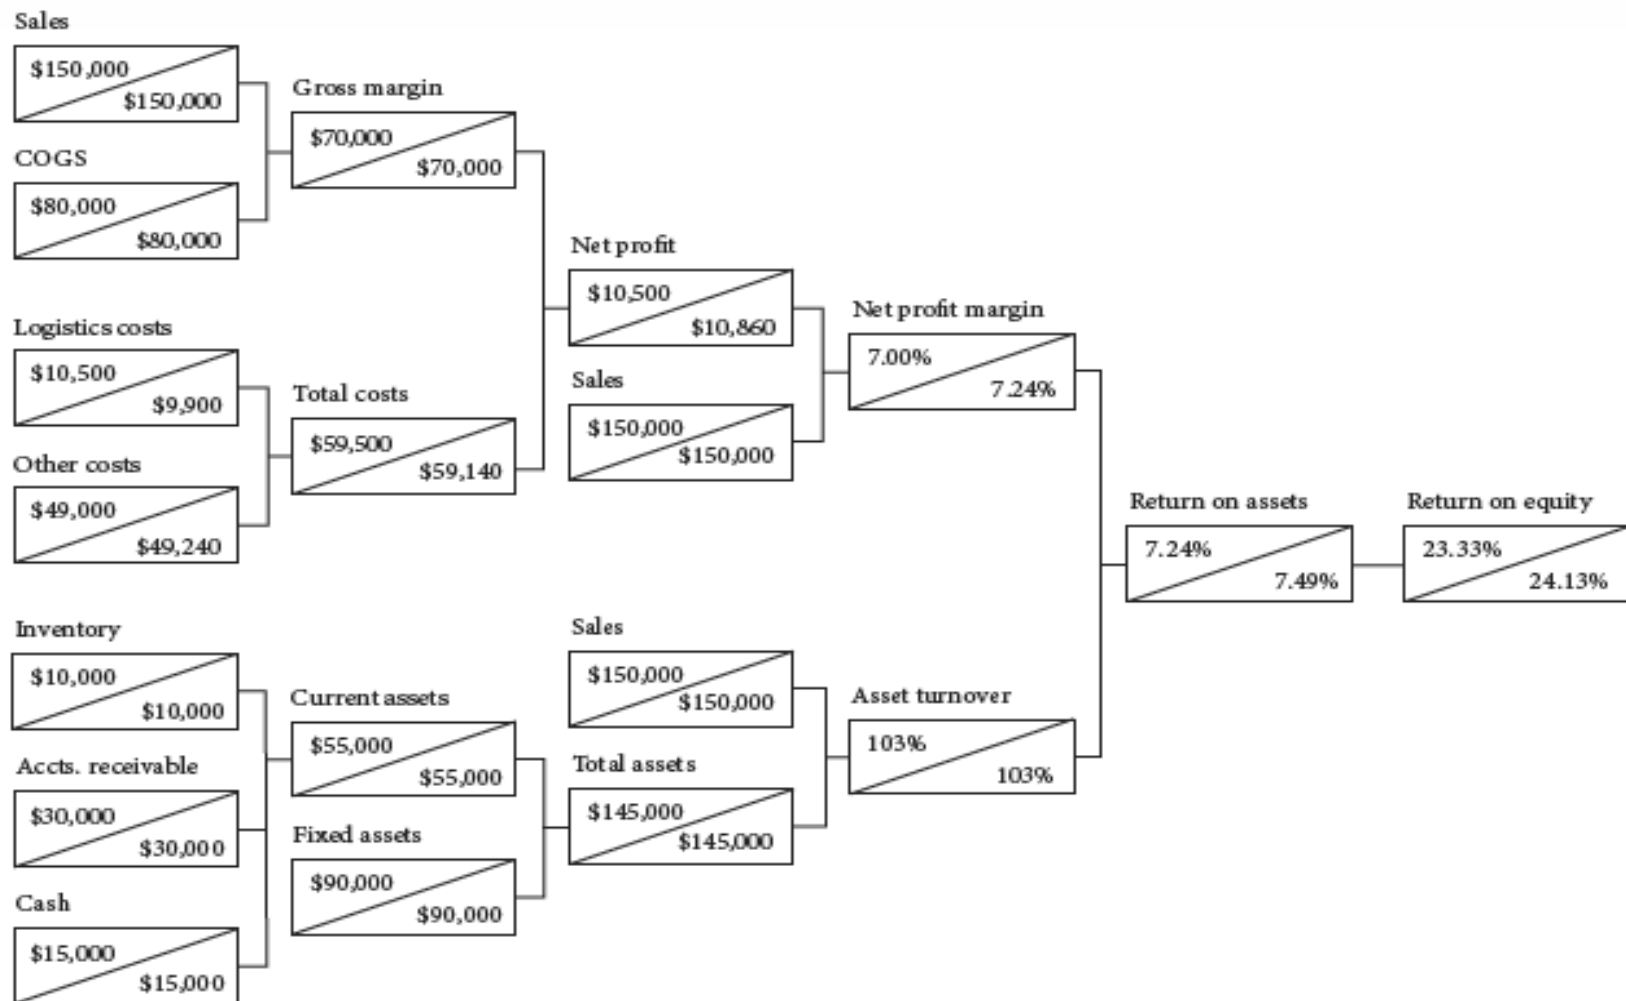 Sales
$150,000
$150,000
COGS
$80,000
$80,000
Gross margin
$70,000
$70,000
Logistics costs
$10,500
$9,900
Other costs
$49,000
$49,240
Total costs
$59,500
$59,140
Net profit
$10,500
$10,860
Sales
$150,000
$150,000
Net profit margin
7.00%
7.24%
Inventory
$10,000
$10,000
Accts. receivable
$30,000
$30,000
Cash
$15,000
$15,000
Current assets
$55,000
$55,000
Fixed assets
$90,000
$90,000
Sales
$150,000
$150,000
Total assets
$145,000
$145,000
Asset turnover
103%
103%
Return on assets
7.24%
7.49%
Return on equity
23.33%
24.13%